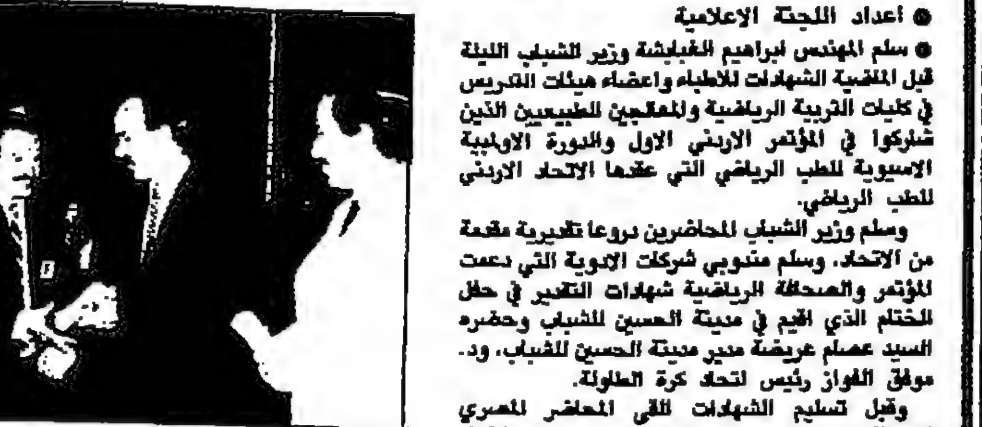 اعداد اللجنة الاعلامية
سلم المهندس ابراهيم الغبابشة وزير الشباب الليلة
قبل الماضية الشهادات للاطباء واعضاء هيئات التدريس
في كليات التربية الرياضية والمعالجين الطبيعيين الذين
شاركوا في المؤتمر الاردني الاول والدورة الاولمبية
الاسيوية للطب الرياضي التي عقدها الاتحاد الاردني
للطب الرياضي.
وسلم وزير الشباب المحاضرين دروعا تقديرية مقدمة
من الاتحاد، وسلم مندوبي شركات الادوية التي دعمت
المؤتمر والصحافة الرياضية شهادات التقدير في حفل
الختام الذي اقيم في مدينة الحسين للشباب وحضره
السيد عصام عريضة مدير مدينة الحسين للشباب، ود.
موفق الفواز رئيس اتحاد كرة الطاولة.
وقبل تسليم الشهادات القى المحاضر المصري